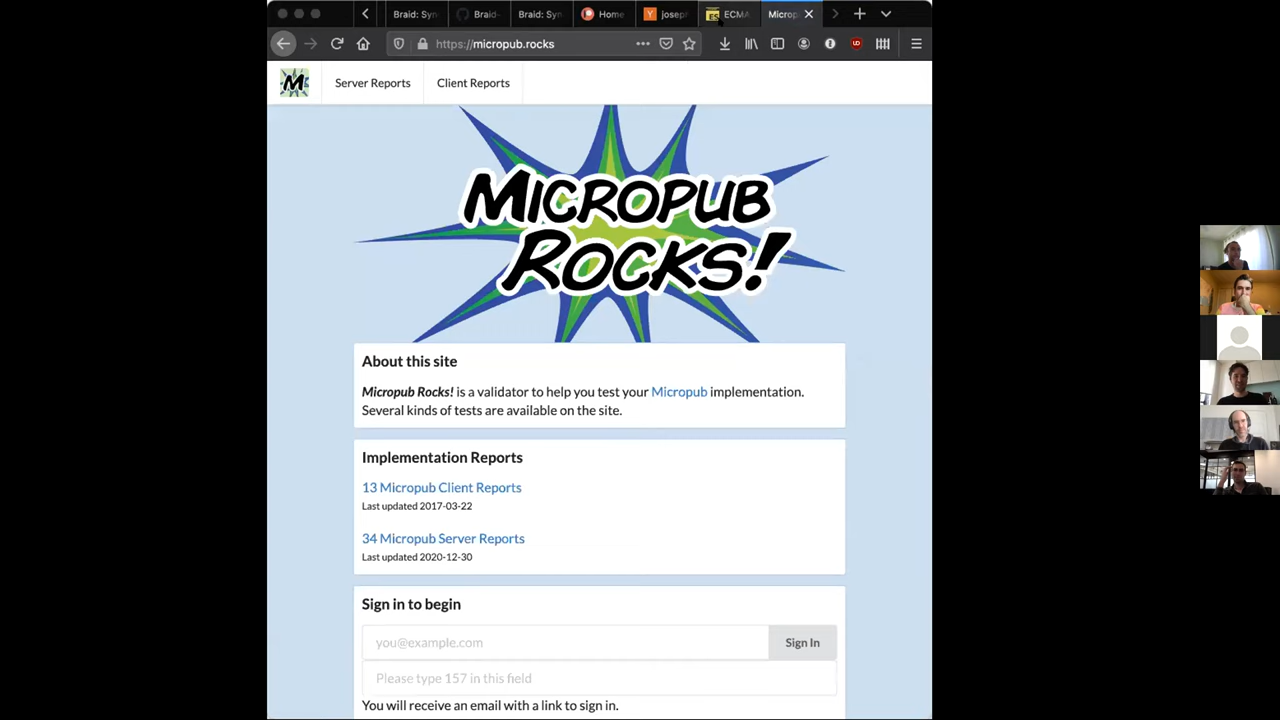 Braid: Syn
Braid-
Braid: Syn
Home
joseph
ECMA
Microp
https://micropub.rocks
Server Reports
Client Reports
MICROPUB
ROCKS!
About this site
Micropub Rocks! is a validator to help you test your Micropub implementation.
Several kinds of tests are available on the site.
Implementation Reports
13 Micropub Client Reports
Last updated 2017-03-22
34 Micropub Server Reports
Last updated 2020-12-30
Sign in to begin
you@example.com
Sign In
Please type 157 in this field
You will receive an email with a link to sign in.